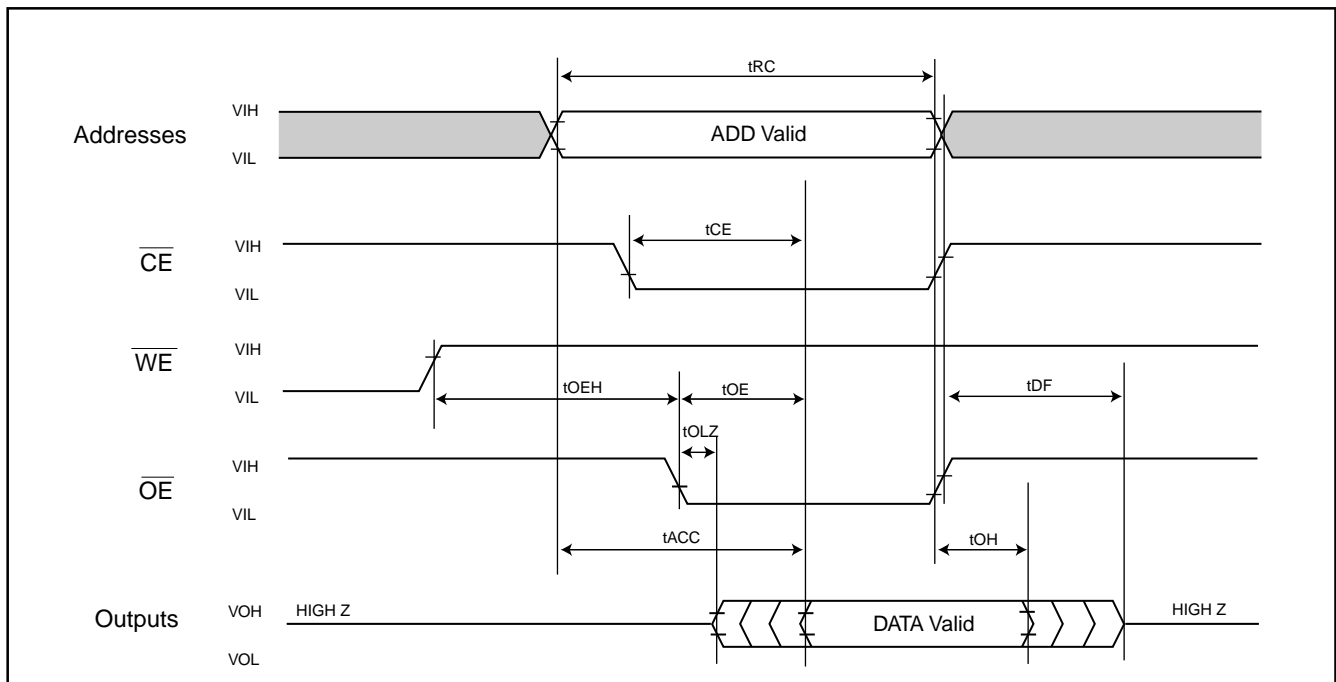 tRC
VIH
Addresses
ADD Valid
VIL
tCE
VIH
CE
VIL
VIH
WE
tOEH
tOE
tDF
VIL
tOLZ
VIH
OE
VIL
tACC
tOH
VOH
HIGH Z
HIGH Z
Outputs
DATA Valid
VOL